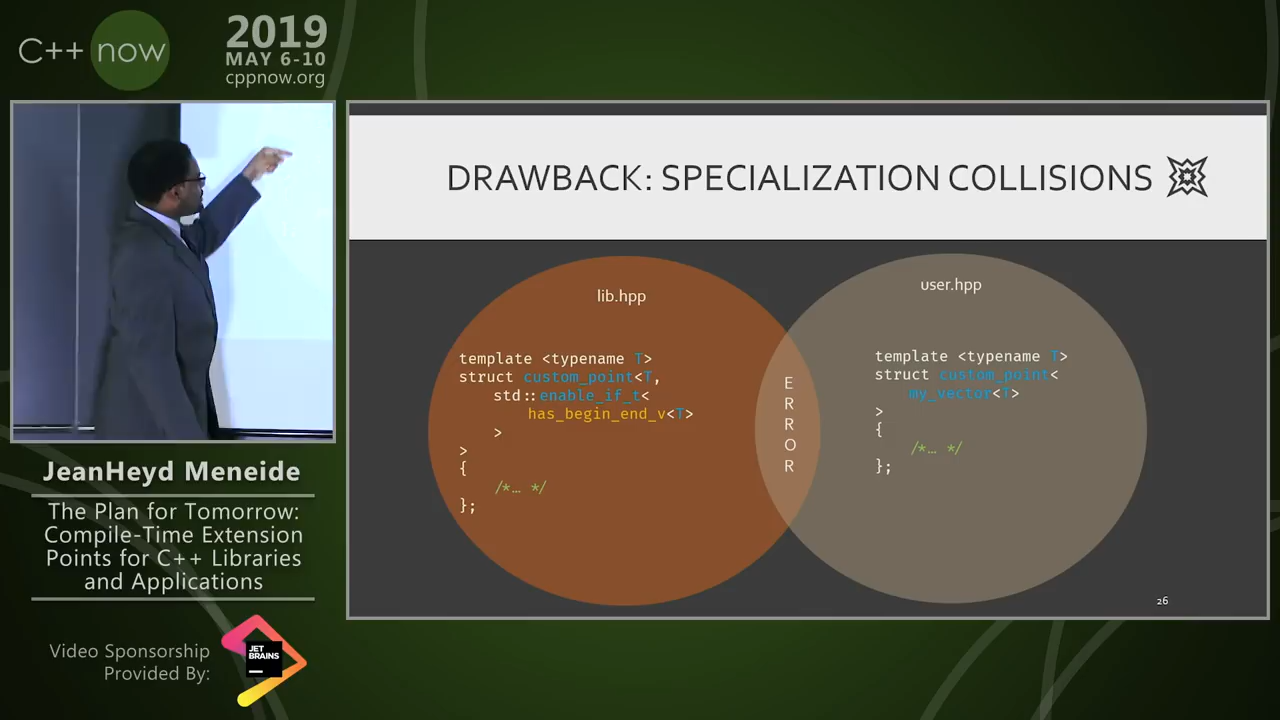 C++ now
2019
MAY 6-10
cppnow.org
DRAWBACK: SPECIALIZATION COLLISIONS
lib.hpp
template <typename T>
struct custom_point<T,
std::enable_if_t<
has_begin_end_v<T>
>
>
{
/*… */
};
E
R
R
O
R
user.hpp
template <typename T>
struct custom_point<
my_vector<T>
>
{
/*… */
};
26
JeanHeyd Meneide
The Plan for Tomorrow:
Compile-Time Extension
Points for C++ Libraries
and Applications
Video Sponsorship
Provided By:
JET
BRAINS